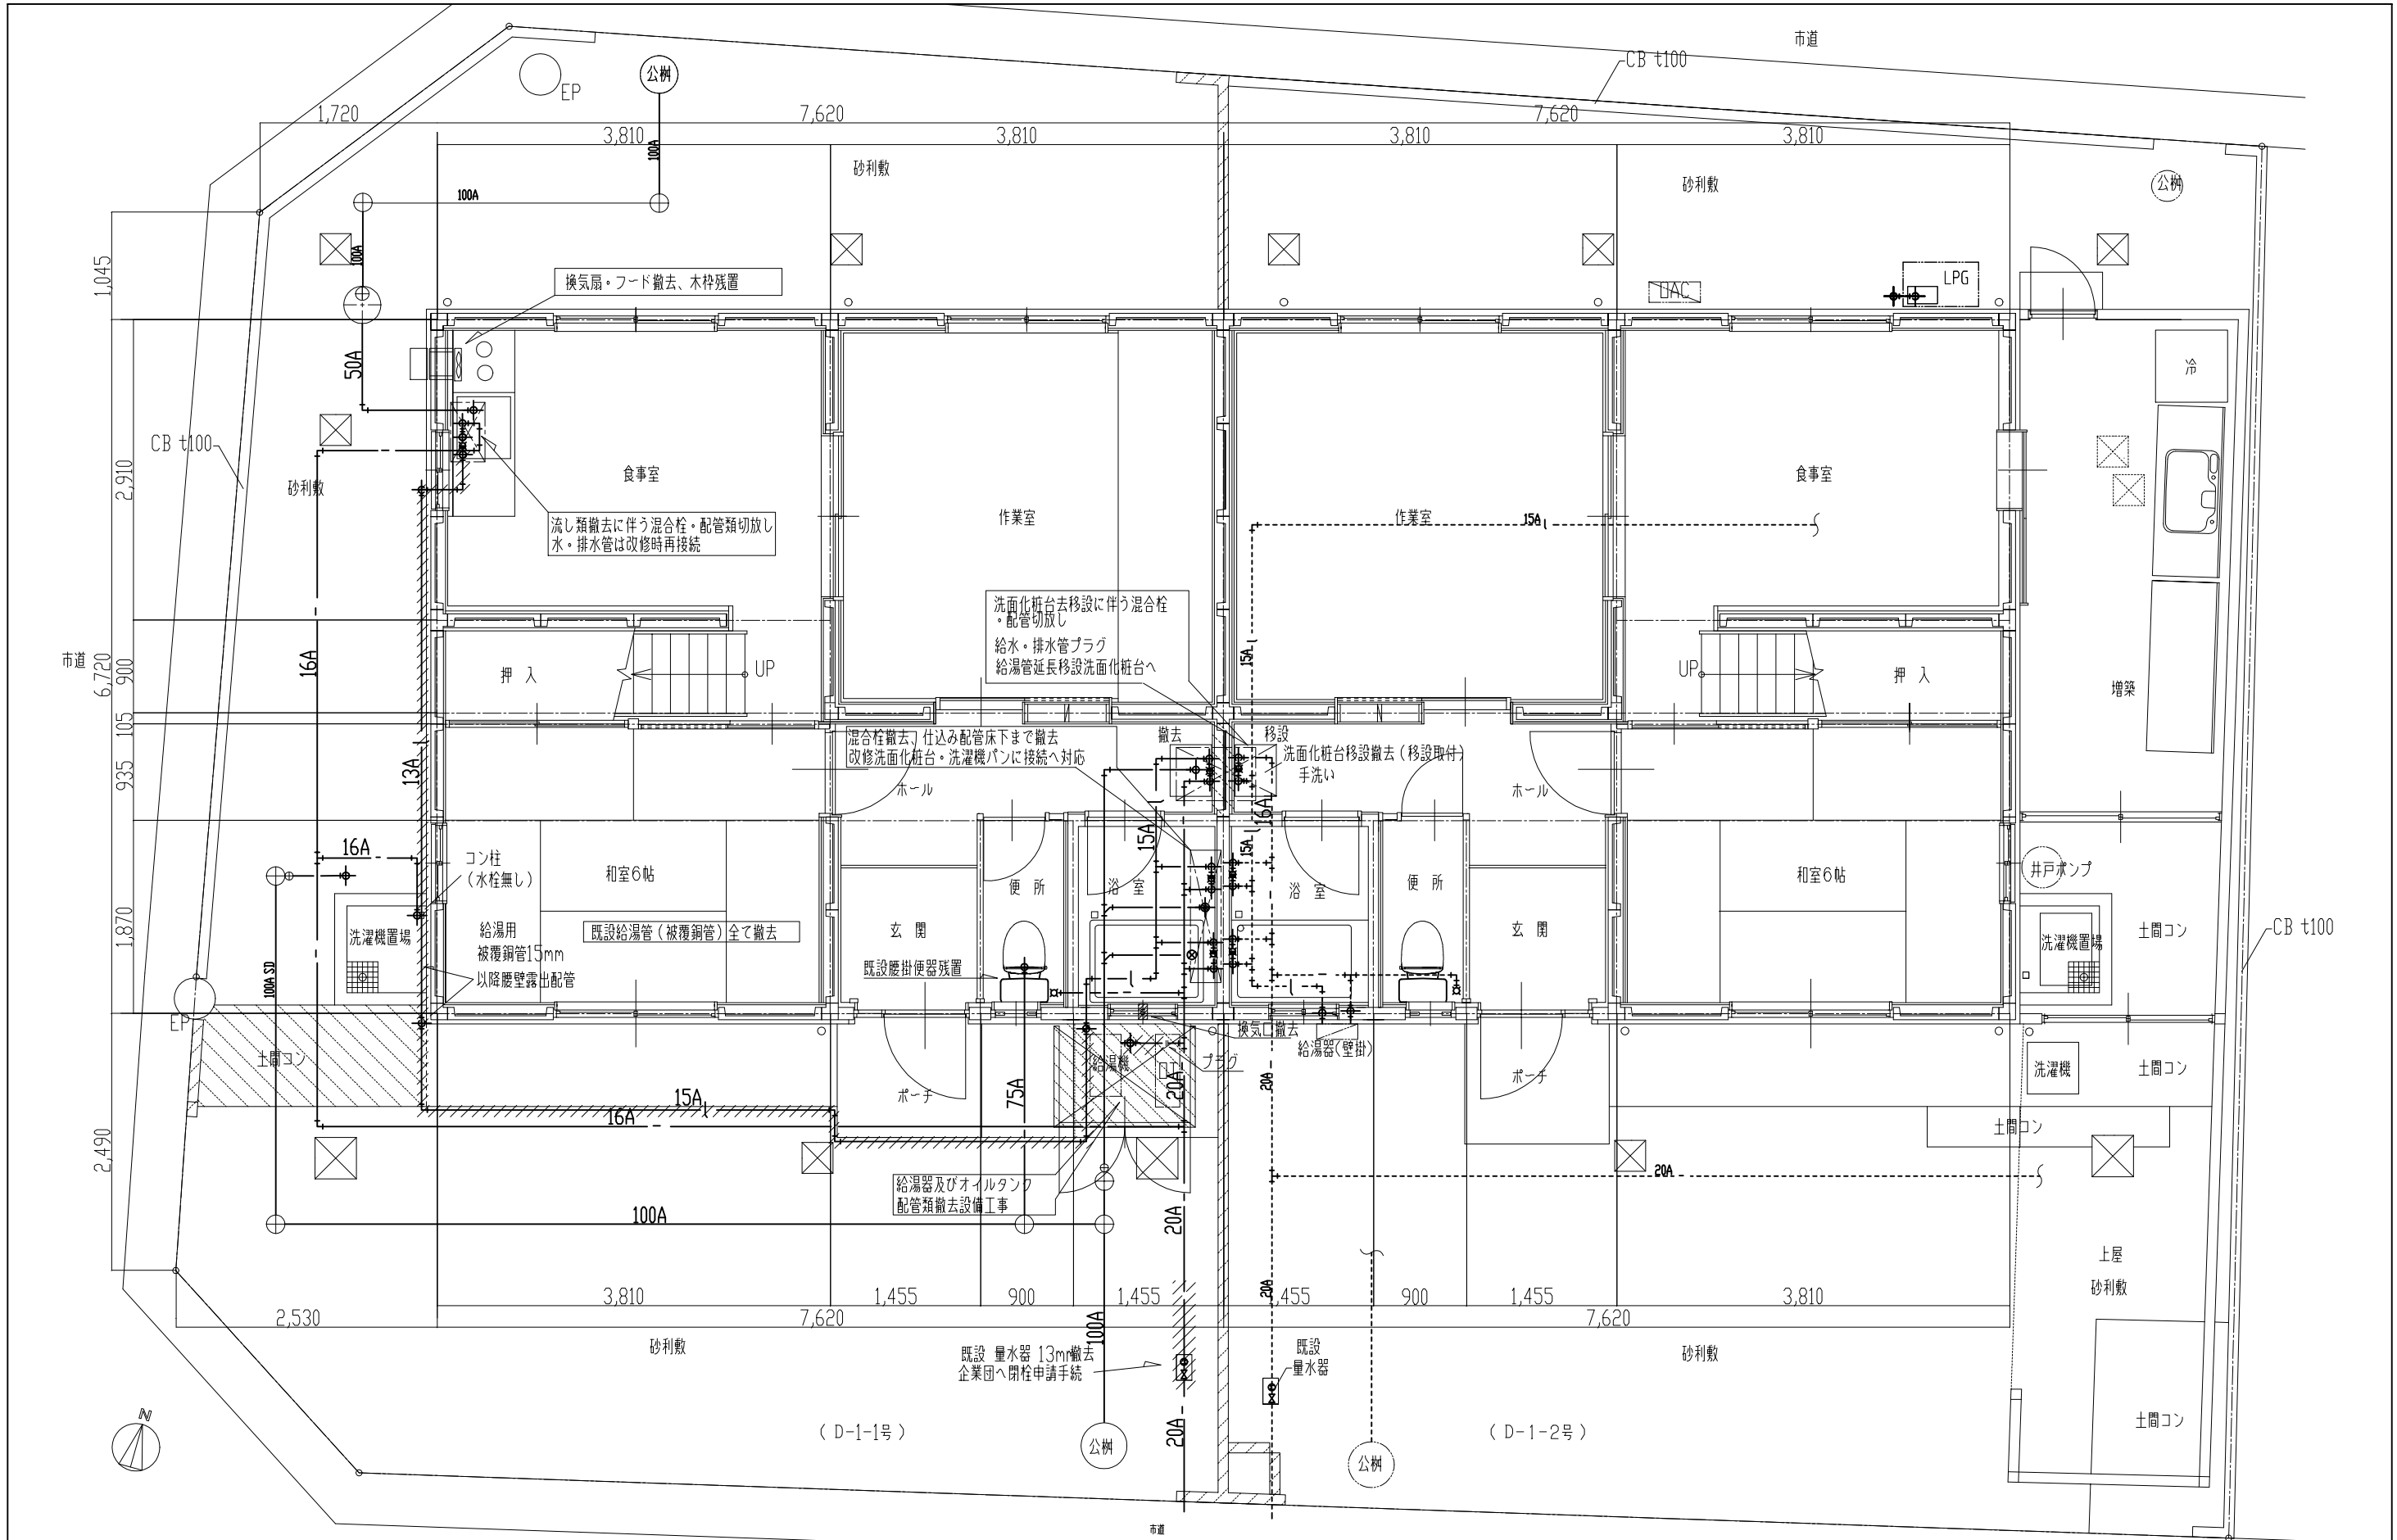 市道
CB t100
公桝
EP
1,720
7,620
7,620
3,810
3,810
3,810
3,810
100A
砂利敷
砂利敷
公桝
100A
100A
1,045
換気扇・フード撤去、木枠残置
LPG
50A
冷
CB t100
2,910
砂利敷
食事室
食事室
流し類撤去に伴う混合栓・配管類切放し
水・排水管は改修時再接続
作業室
作業室
15A
洗面化粧台去移設に伴う混合栓
・配管切放し
給水・排水管プラグ
給湯管延長移設洗面化粧台へ
15A
市道
6,720
900
16A
押 入
UP
UP
押 入
増築
105
混合栓撤去、仕込み配管床下まで撤去
改修洗面化粧台・洗濯機パンに接続へ対応
撤去
移設
洗面化粧台移設撤去(移設取付)
手洗い
935
13A
ホール
ホール
16A
15A
15A
16A
コン柱
(水栓無し)
和室6帖
便 所
浴 室
浴 室
便 所
和室6帖
井戸ポンプ
1,870
洗濯機置場
給湯用
被覆銅管15mm
以降腰壁露出配管
既設給湯管(被覆銅管)全て撤去
玄 関
玄 関
洗濯機置場
土間コン
CB t100
既設腰掛便器残置
100A SD
EP
土間コン
換気口撤去
給湯器(壁掛)
給湯機
プラグ
OT
洗濯機
土間コン
ポーチ
75A
20A
20A
ポーチ
15A
16A
土間コン
2,490
20A
給湯器及びオイルタンク
配管類撤去設備工事
100A
20A
上屋
砂利敷
20A
3,810
1,455
900
1,455
1,455
900
1,455
3,810
2,530
7,620
7,620
100A
砂利敷
既設 量水器 13mm撤去
企業団へ閉栓申請手続
既設
量水器
砂利敷
N
(D-1-1号)
公桝
20A
公桝
(D-1-2号)
土間コン
市道